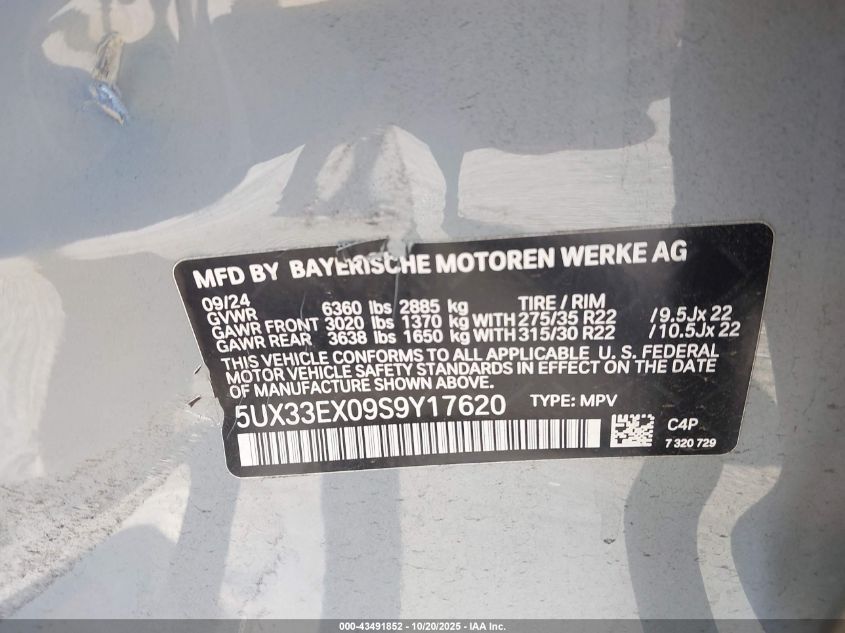 MFD BY BAYERISCHE MOTOREN WERKE AG
09/24
GVWR 6360 lbs 2885 kg TIRE / RIM
GAWR FRONT 3020 lbs 1370 kg WITH 275/35 R22 /9.5Jx 22
GAWR REAR 3638 lbs 1650 kg WITH 315/30 R22 /10.5Jx 22
THIS VEHICLE CONFORMS TO ALL APPLICABLE U. S. FEDERAL
MOTOR VEHICLE SAFETY STANDARDS IN EFFECT ON THE DATE
OF MANUFACTURE SHOWN ABOVE.
5UX33EX09S9Y17620 TYPE: MPV
C4P
7 320 729
000-43491852 | 10/20/2025 - IAA Inc.